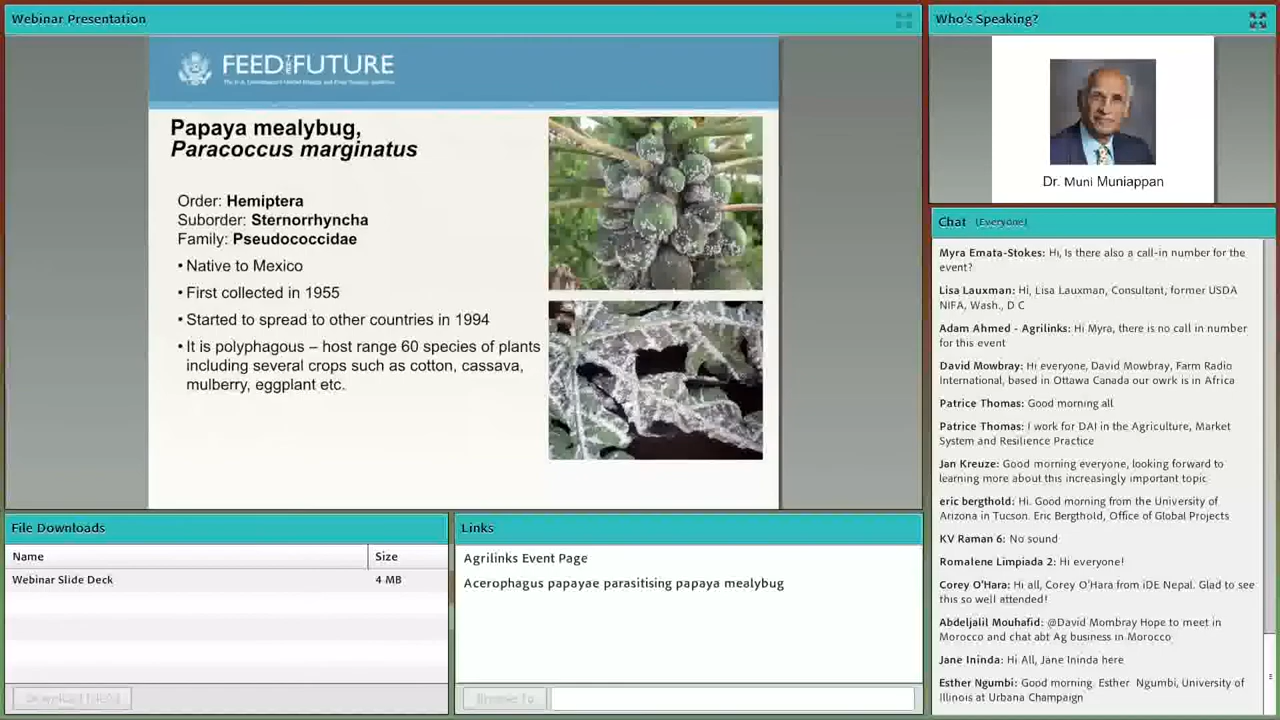 Webinar Presentation
FEED THE FUTURE
The U.S. Government's Global Hunger and Food Security Initiative
Papaya mealybug,
Paracoccus marginatus
Order: Hemiptera
Suborder: Sternorrhyncha
Family: Pseudococcidae
• Native to Mexico
• First collected in 1955
• Started to spread to other countries in 1994
• It is polyphagous – host range 60 species of plants
including several crops such as cotton, cassava,
mulberry, eggplant etc.
Who's Speaking?
Dr. Muni Muniappan
Chat (Everyone)
Myra Emata-Stokes: Hi, Is there also a call-in number for the
event?
Lisa Lauxman: Hi, Lisa Lauxman, Consultant, former USDA
NIFA, Wash., D C
Adam Ahmed - Agrilinks: Hi Myra, there is no call in number
for this event
David Mowbray: Hi everyone, David Mowbray, Farm Radio
International, based in Ottawa Canada our owrk is in Africa
Patrice Thomas: Good morning all
Patrice Thomas: I work for DAI in the Agriculture, Market
System and Resilience Practice
Jan Kreuze: Good morning everyone, looking forward to
learning more about this increasingly important topic
eric bergthold: Hi. Good morning from the University of
Arizona in Tucson. Eric Bergthold, Office of Global Projects
KV Raman 6: No sound
Romalene Limpiada 2: Hi everyone!
Corey O'Hara: Hi all, Corey O'Hara from iDE Nepal. Glad to see
this so well attended!
Abdeljalil Mouhafid: @David Mombray Hope to meet in
Morocco and chat abt Ag business in Morocco
Jane Ininda: Hi All, Jane Ininda here
Esther Ngumbi: Good morning. Esther Ngumbi, University of
Illinois at Urbana Champaign
File Downloads
Name Size
Webinar Slide Deck 4 MB
Download File(s)
Links
Agrilinks Event Page
Acerophagus papayae parasitising papaya mealybug
Browse To